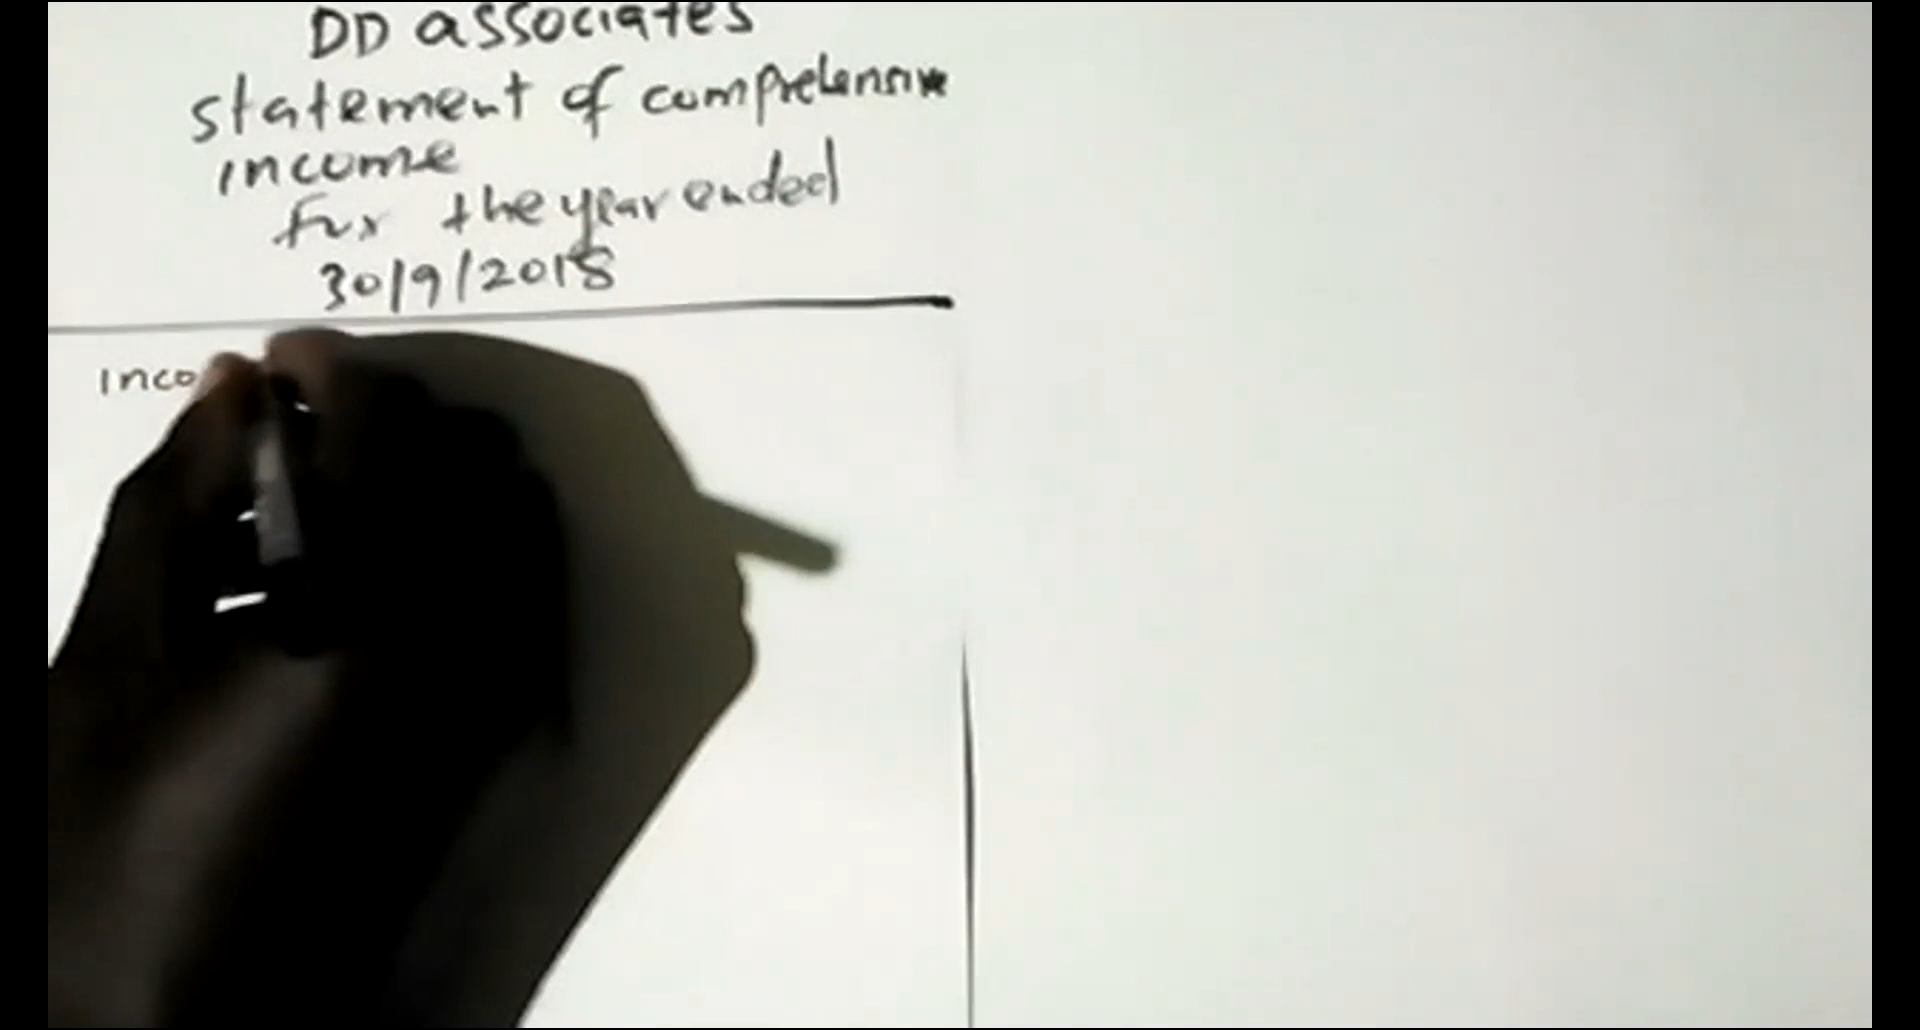 DD associates
statement of comprehensive
income
for the year ended
30/9/2018
Inco